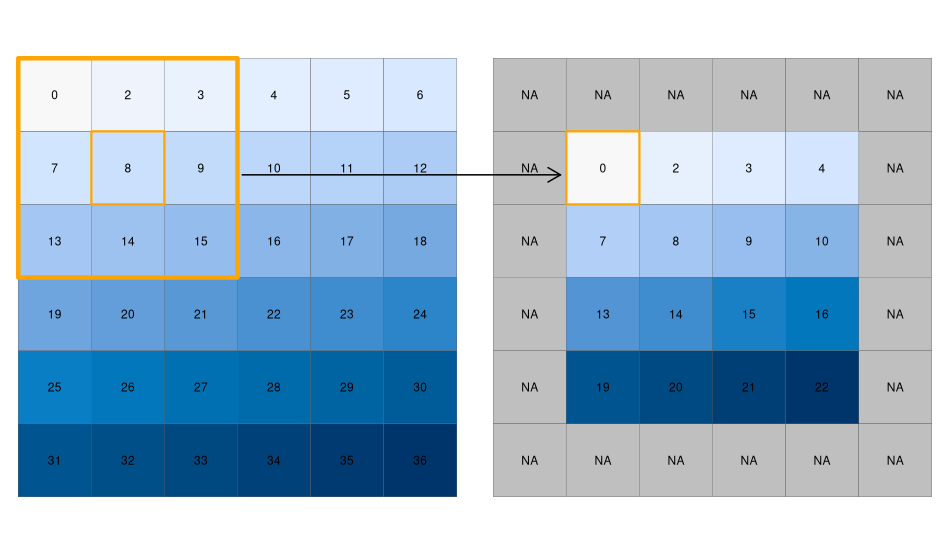 0 2 3 4 5 6
7 8 9 10 11 12
13 14 15 16 17 18
19 20 21 22 23 24
25 26 27 28 29 30
31 32 33 34 35 36
NA NA NA NA NA NA
NA 0 2 3 4 NA
NA 7 8 9 10 NA
NA 13 14 15 16 NA
NA 19 20 21 22 NA
NA NA NA NA NA NA